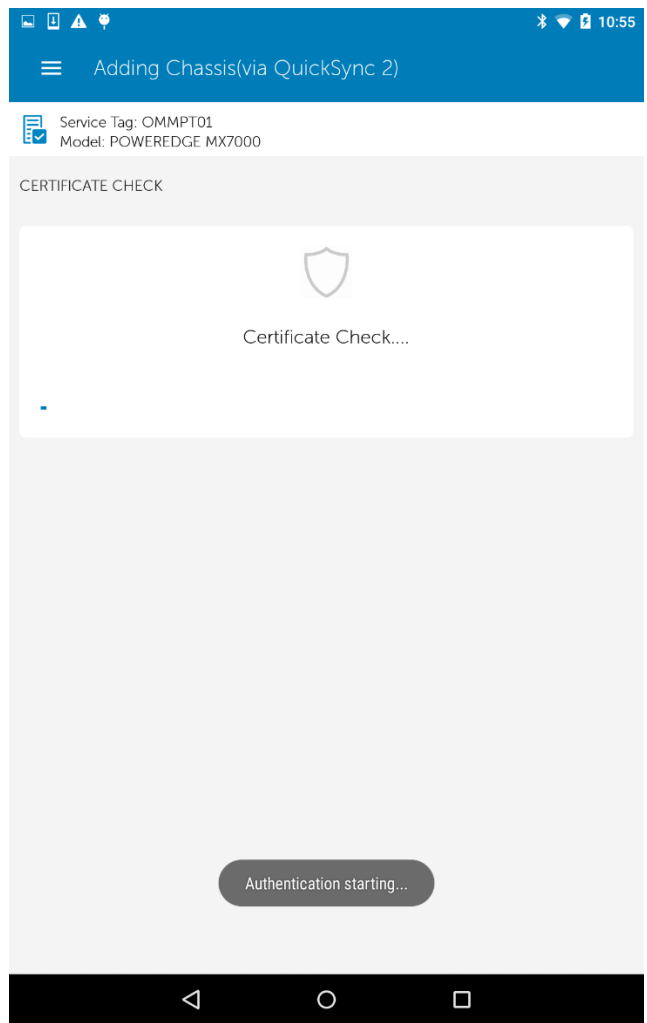 10:55
Adding Chassis(via QuickSync 2)
Service Tag: OMMPT01
Model: POWEREDGE MX7000
CERTIFICATE CHECK
Certificate Check....
Authentication starting...